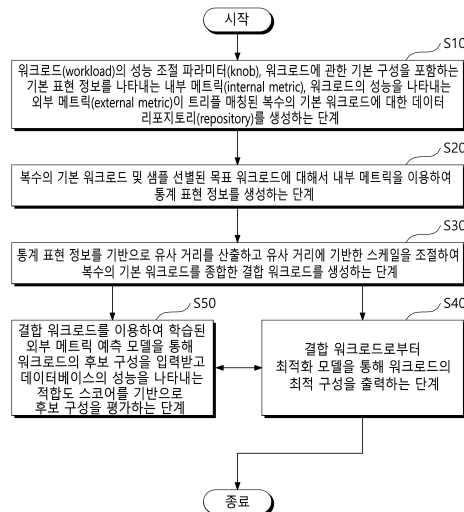 시작
S10
워크로드(workload)의 성능 조절 파라미터(knob), 워크로드에 관한 기본 구성을 포함하는
기본 표현 정보를 나타내는 내부 메트릭(internal metric), 워크로드의 성능을 나타내는
외부 메트릭(external metric)이 트리플 매칭된 복수의 기본 워크로드에 대한 데이터
리포지토리(repository)를 생성하는 단계
S20
복수의 기본 워크로드 및 샘플 선별된 목표 워크로드에 대해서 내부 메트릭을 이용하여
통계 표현 정보를 생성하는 단계
S30
통계 표현 정보를 기반으로 유사 거리를 산출하고 유사 거리에 기반한 스케일을 조절하여
복수의 기본 워크로드를 종합한 결합 워크로드를 생성하는 단계
S50
결합 워크로드를 이용하여 학습된
외부 메트릭 예측 모델을 통해
워크로드의 후보 구성을 입력받고
데이터베이스의 성능을 나타내는
적합도 스코어를 기반으로
후보 구성을 평가하는 단계
S40
결합 워크로드로부터
최적화 모델을 통해 워크로드의
최적 구성을 출력하는 단계
종료